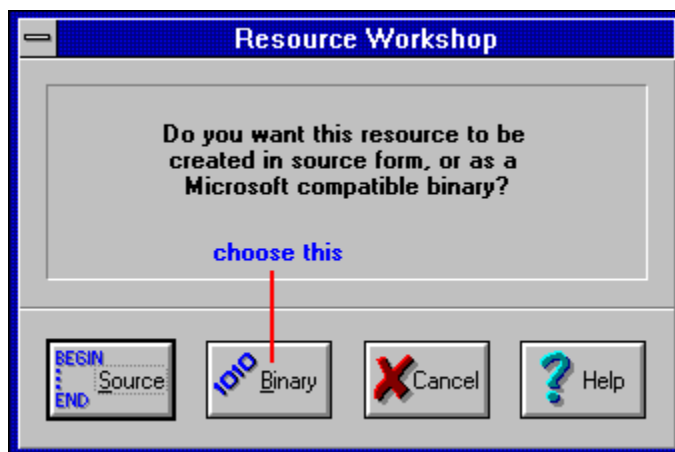 Resource Workshop
Do you want this resource to be
created in source form, or as a
Microsoft compatible binary?
choose this
BEGIN
Source
END
1010
Binary
Cancel
? Help